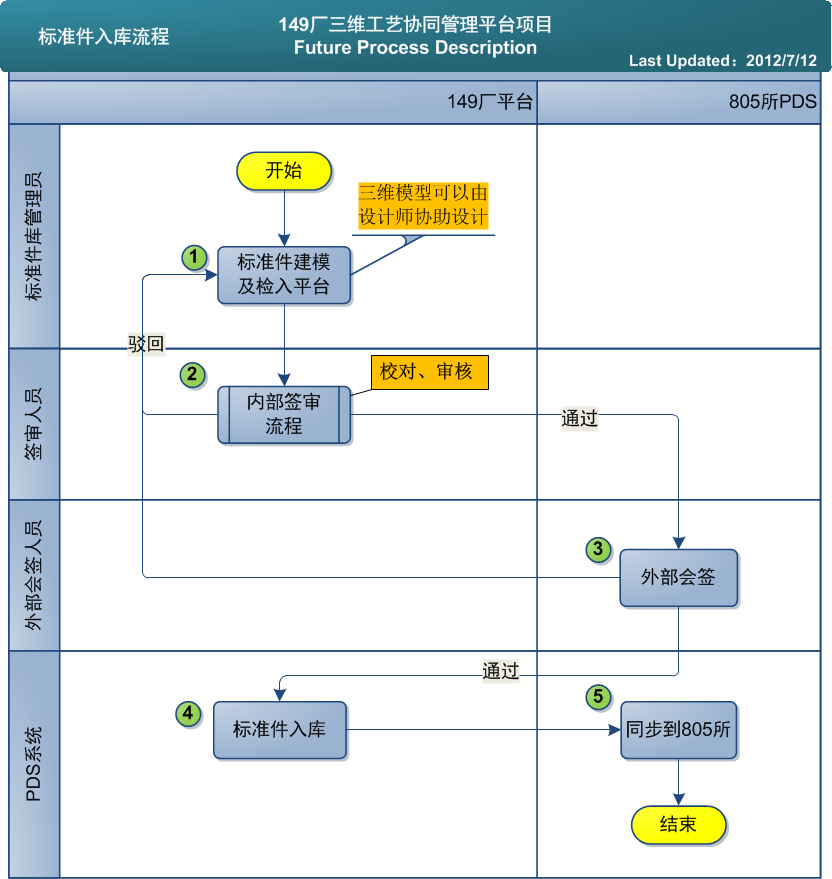 标准件入库流程
149厂三维工艺协同管理平台项目
Future Process Description
Last Updated：2012/7/12
149厂平台
805所PDS
标准件库管理员
开始
三维模型可以由
设计师协助设计
1
标准件建模
及检入平台
驳回
签审人员
2
内部签审
流程
校对、审核
通过
外部会签人员
3
外部会签
PDS系统
通过
4
标准件入库
5
同步到805所
结束